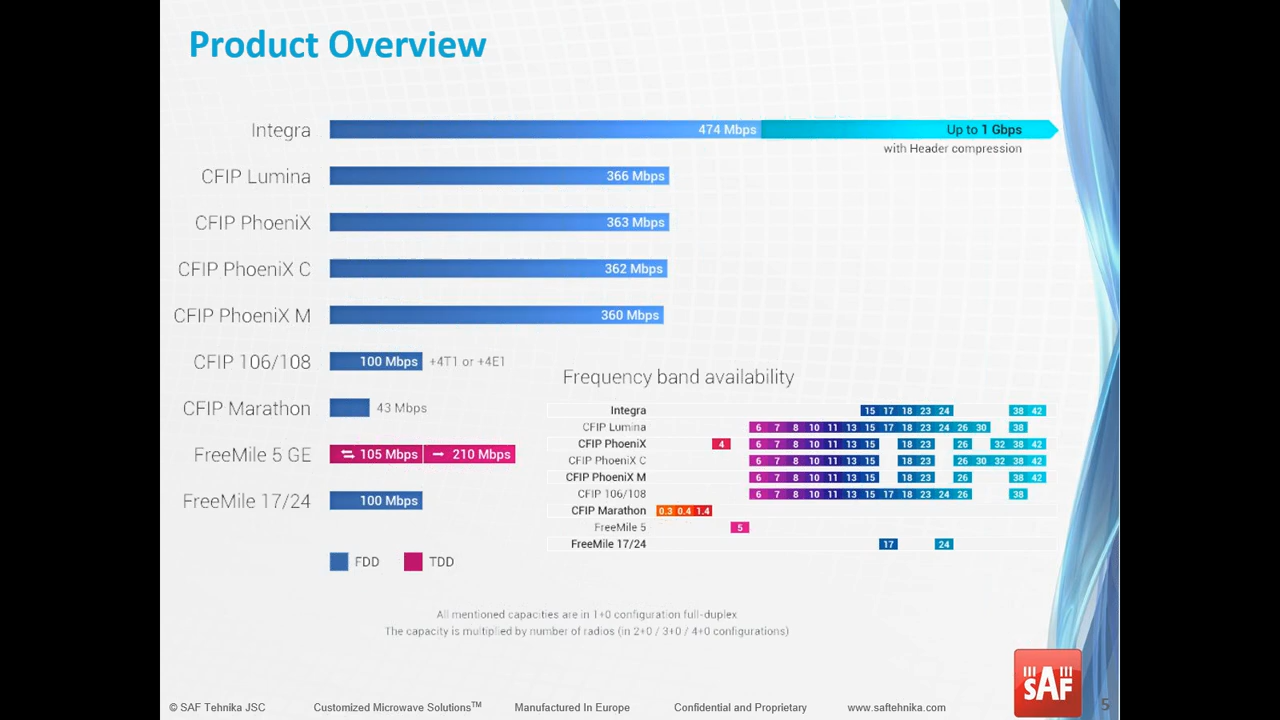 Product Overview
Integra 474 Mbps Up to 1 Gbps
with Header compression
CFIP Lumina 366 Mbps
CFIP PhoeniX 363 Mbps
CFIP PhoeniX C 362 Mbps
CFIP PhoeniX M 360 Mbps
CFIP 106/108 100 Mbps +4T1 or +4E1
CFIP Marathon 43 Mbps
FreeMile 5 GE 105 Mbps 210 Mbps
FreeMile 17/24 100 Mbps
FDD TDD
Frequency band availability
Integra 15 17 18 23 24 38 42
CFIP Lumina 6 7 8 10 11 13 15 17 18 23 24 26 30 38
CFIP PhoeniX 4 6 7 8 10 11 13 15 18 23 26 32 38 42
CFIP PhoeniX C 6 7 8 10 11 13 15 18 23 26 30 32 38 42
CFIP PhoeniX M 6 7 8 10 11 13 15 18 23 26 38 42
CFIP 106/108 6 7 8 10 11 13 15 17 18 23 24 26 38
CFIP Marathon 0.3 0.4 1.4
FreeMile 5 5
FreeMile 17/24 17 24
All mentioned capacities are in 1+0 configuration full-duplex
The capacity is multiplied by number of radios (in 2+0 / 3+0 / 4+0 configurations)
SAF
© SAF Tehnika JSC Customized Microwave Solutions™ Manufactured In Europe Confidential and Proprietary www.saftehnika.com 5